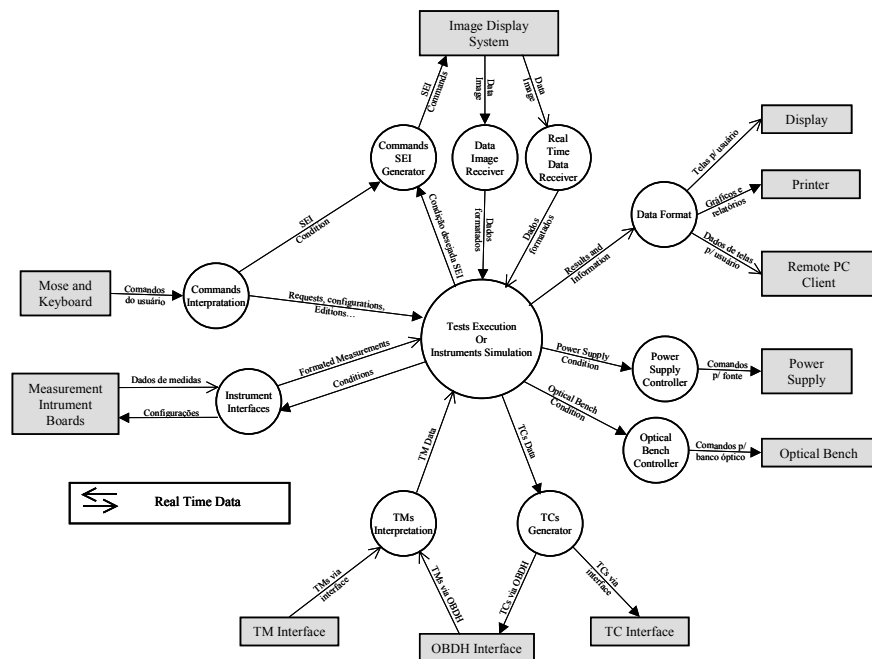 Image Display
System
SEI
Commands
Data
Image
Data
Image
Commands
SEI
Generator
Data
Image
Receiver
Real
Time
Data
Receiver
Display
Telas p/ usuário
Printer
Gráficos e
relatórios
Data Format
Dados de telas
p/ usuário
Remote PC
Client
SEI
Condition
Condição desejada SEI
Dados
formatados
Dados
formatados
Results and
Information
Mose and
Keyboard
Comandos
do usuário
Commands
Interpratation
Requests, configurations,
Editions…
Tests Execution
Or
Instruments Simulation
Power Supply
Condition
Power
Supply
Controller
Comandos
p/ fonte
Power
Supply
Measurement
Intrument
Boards
Dados de medidas
Configurações
Instrument
Interfaces
Formated Measurements
Conditions
Optical Bench
Condition
Optical
Bench
Controller
Comandos p/
banco óptico
Optical Bench
TM Data
TCs Data
Real Time Data
TMs
Interpretation
TCs
Generator
TMs via
interface
TMs via OBDH
TCs via OBDH
TCs via
interface
TM Interface
OBDH Interface
TC Interface